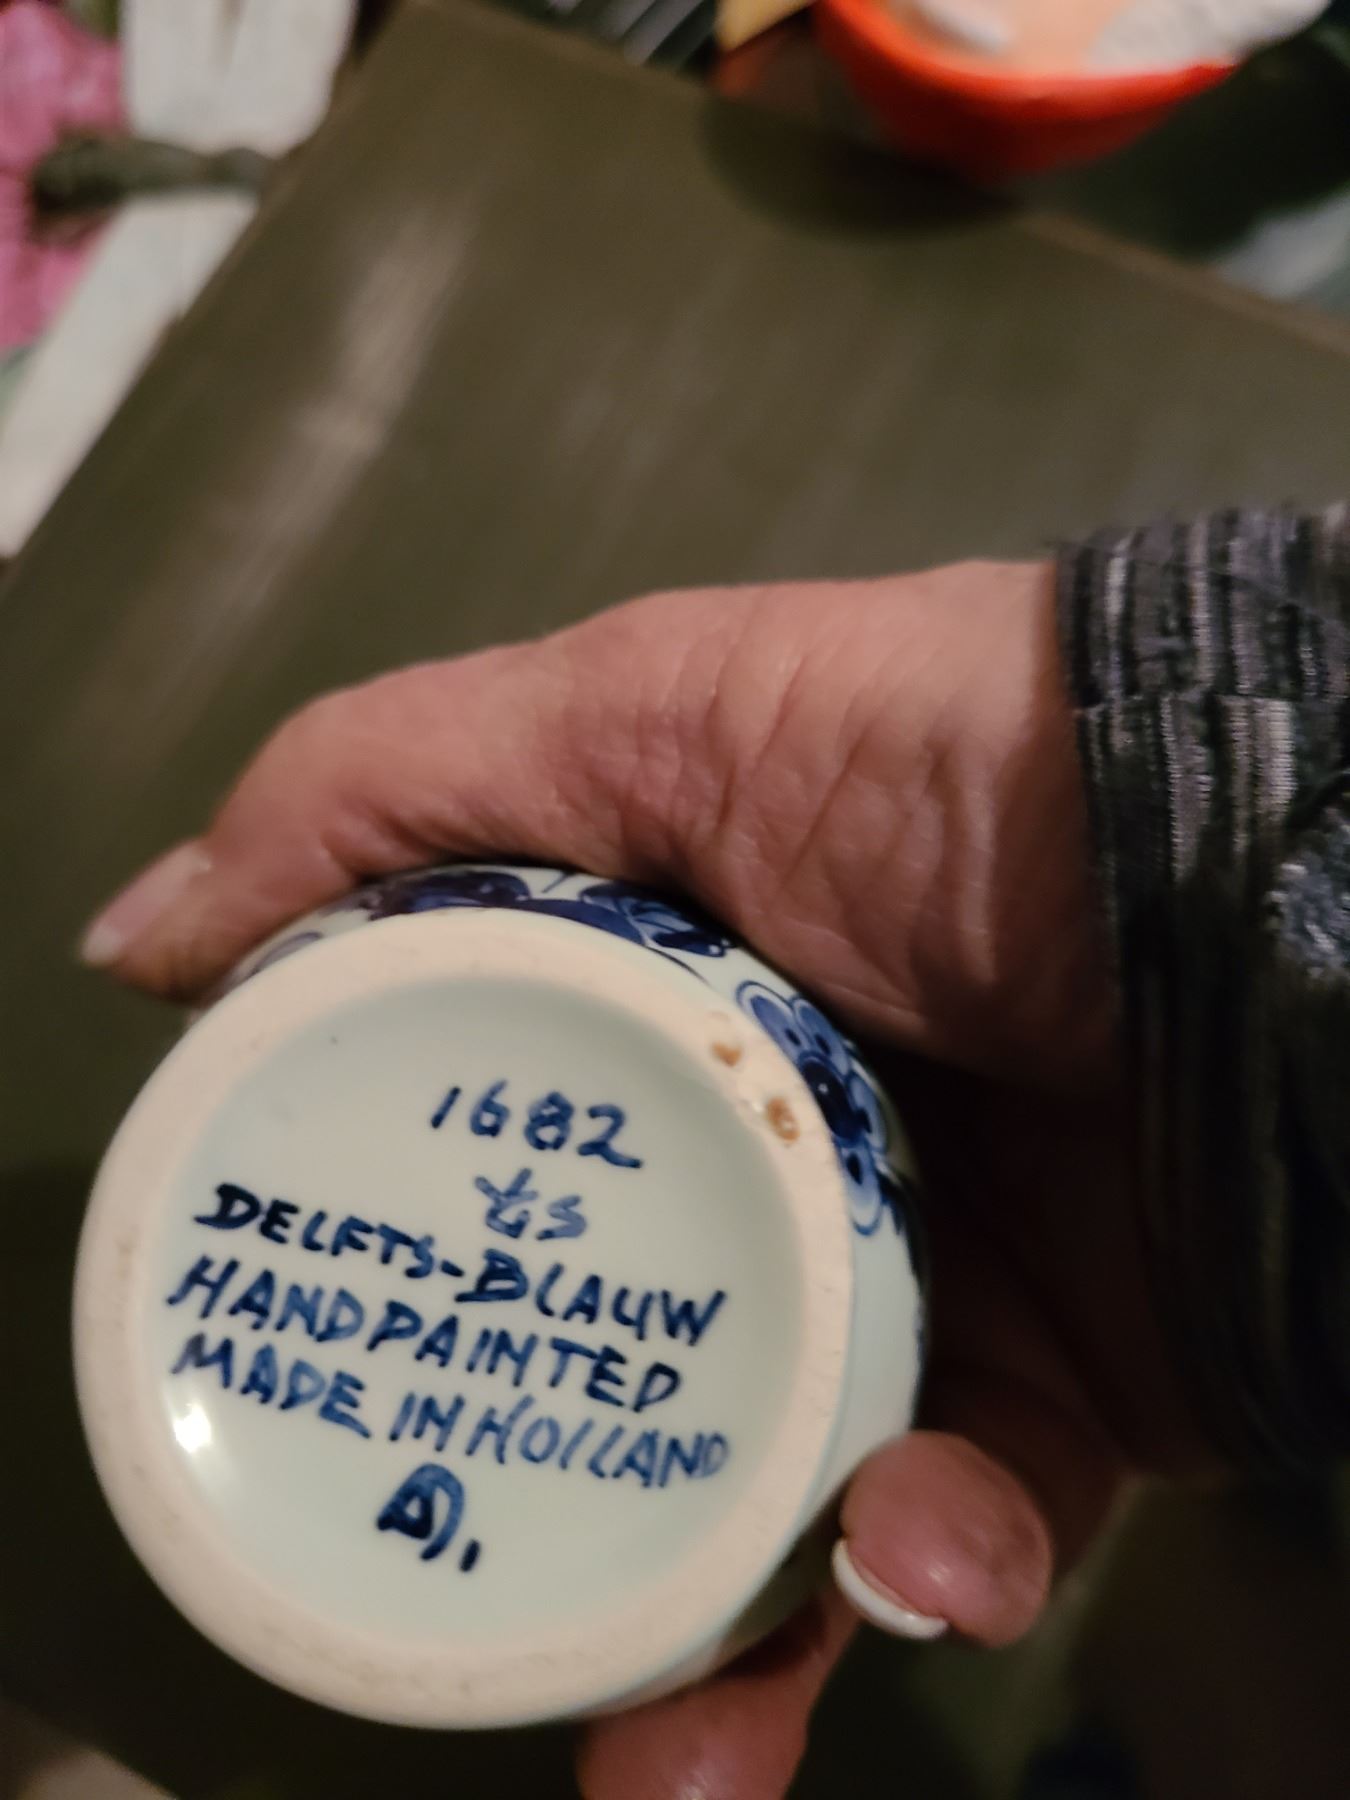 1682
DELFTS-BLAUW
HANDPAINTED
MADE IN HOLLAND